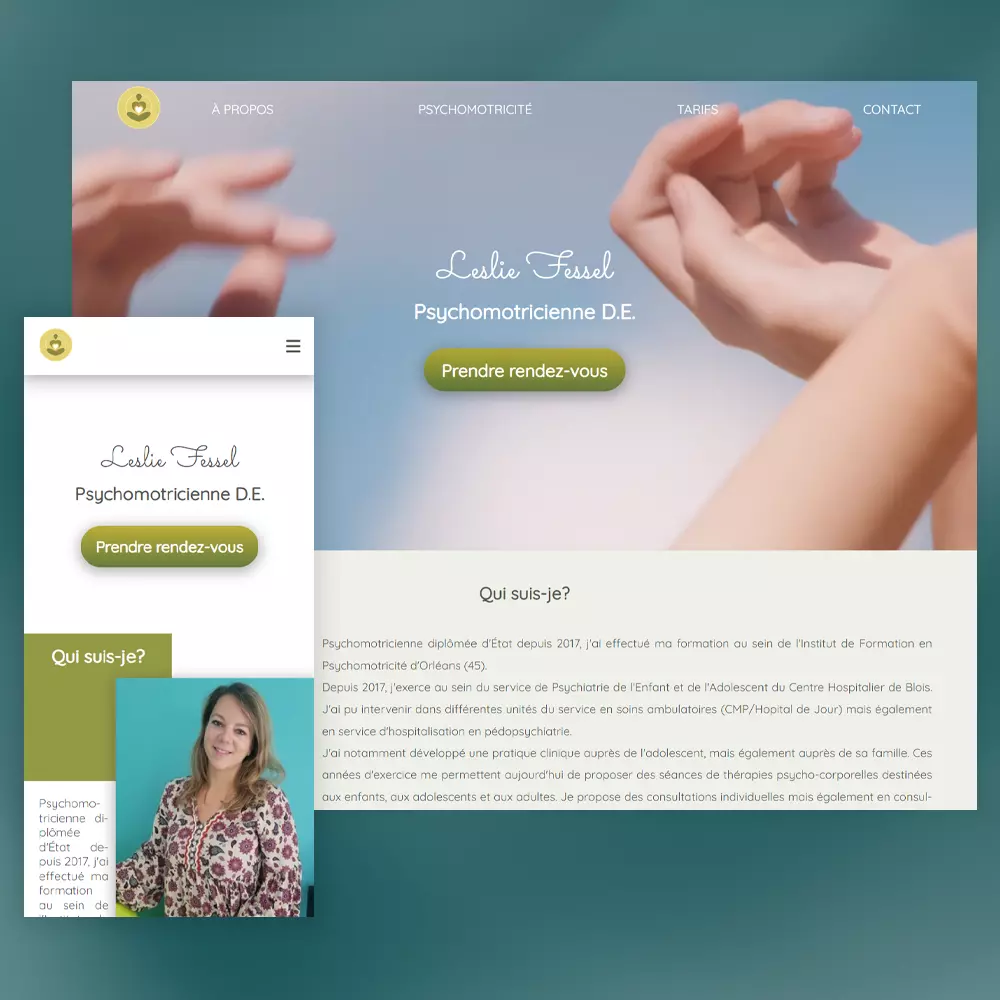 À PROPOS
PSYCHOMOTRICITÉ
TARIFS
CONTACT
Leslie Fessel
Psychomotricienne D.E.
Prendre rendez-vous
Qui suis-je?
Psychomotricienne diplômée d'État depuis 2017, j'ai effectué ma formation au sein de l'Institut de Formation en
Psychomotricité d'Orléans (45).
Depuis 2017, j'exerce au sein du service de Psychiatrie de l'Enfant et de l'Adolescent du Centre Hospitalier de Blois.
J'ai pu intervenir dans différentes unités du service en soins ambulatoires (CMP/Hopital de Jour) mais également
en service d'hospitalisation en pédopsychiatrie.
J'ai notamment développé une pratique clinique auprès de l'adolescent, mais également auprès de sa famille. Ces
années d'exercice me permettent aujourd'hui de proposer des séances de thérapies psycho-corporelles destinées
aux enfants, aux adolescents et aux adultes. Je propose des consultations individuelles mais également en consul-
Leslie Fessel
Psychomotricienne D.E.
Prendre rendez-vous
Qui suis-je?
Psychomo-
tricienne di-
plômée
d'État de-
puis 2017, j'ai
effectué ma
formation
au sein de